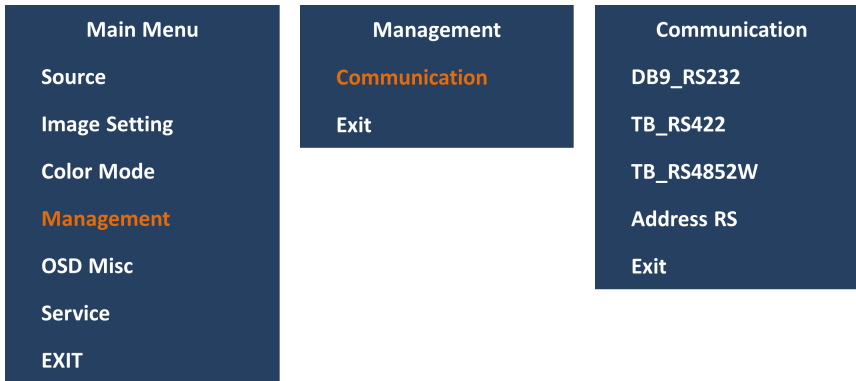 Main Menu
Source
Image Setting
Color Mode
Management
OSD Misc
Service
EXIT
Management
Communication
Exit
Communication
DB9_RS232
TB_RS422
TB_RS4852W
Address RS
Exit